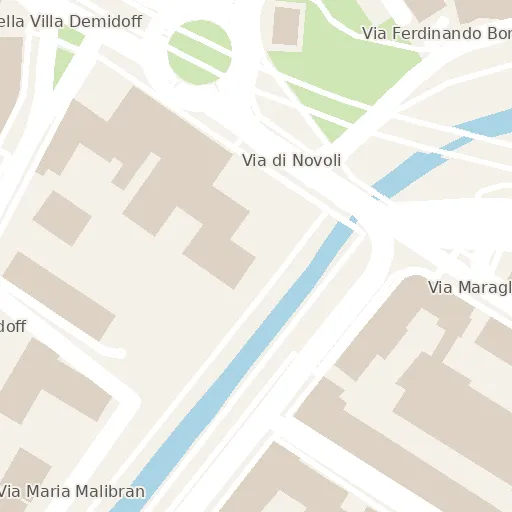 ella Villa Demidoff
Via Ferdinando Bor
Via di Novoli
Via Maragl
doff
Via Maria Malibran